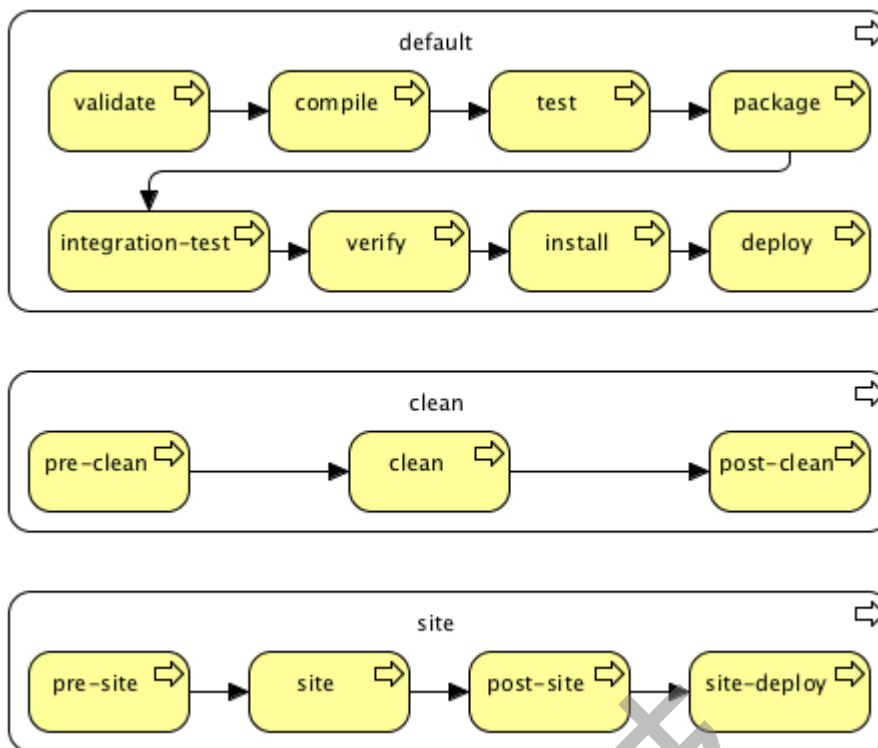 default
validate compile test package
integration-test verify install deploy
clean
pre-clean clean post-clean
site
pre-site site post-site site-deploy